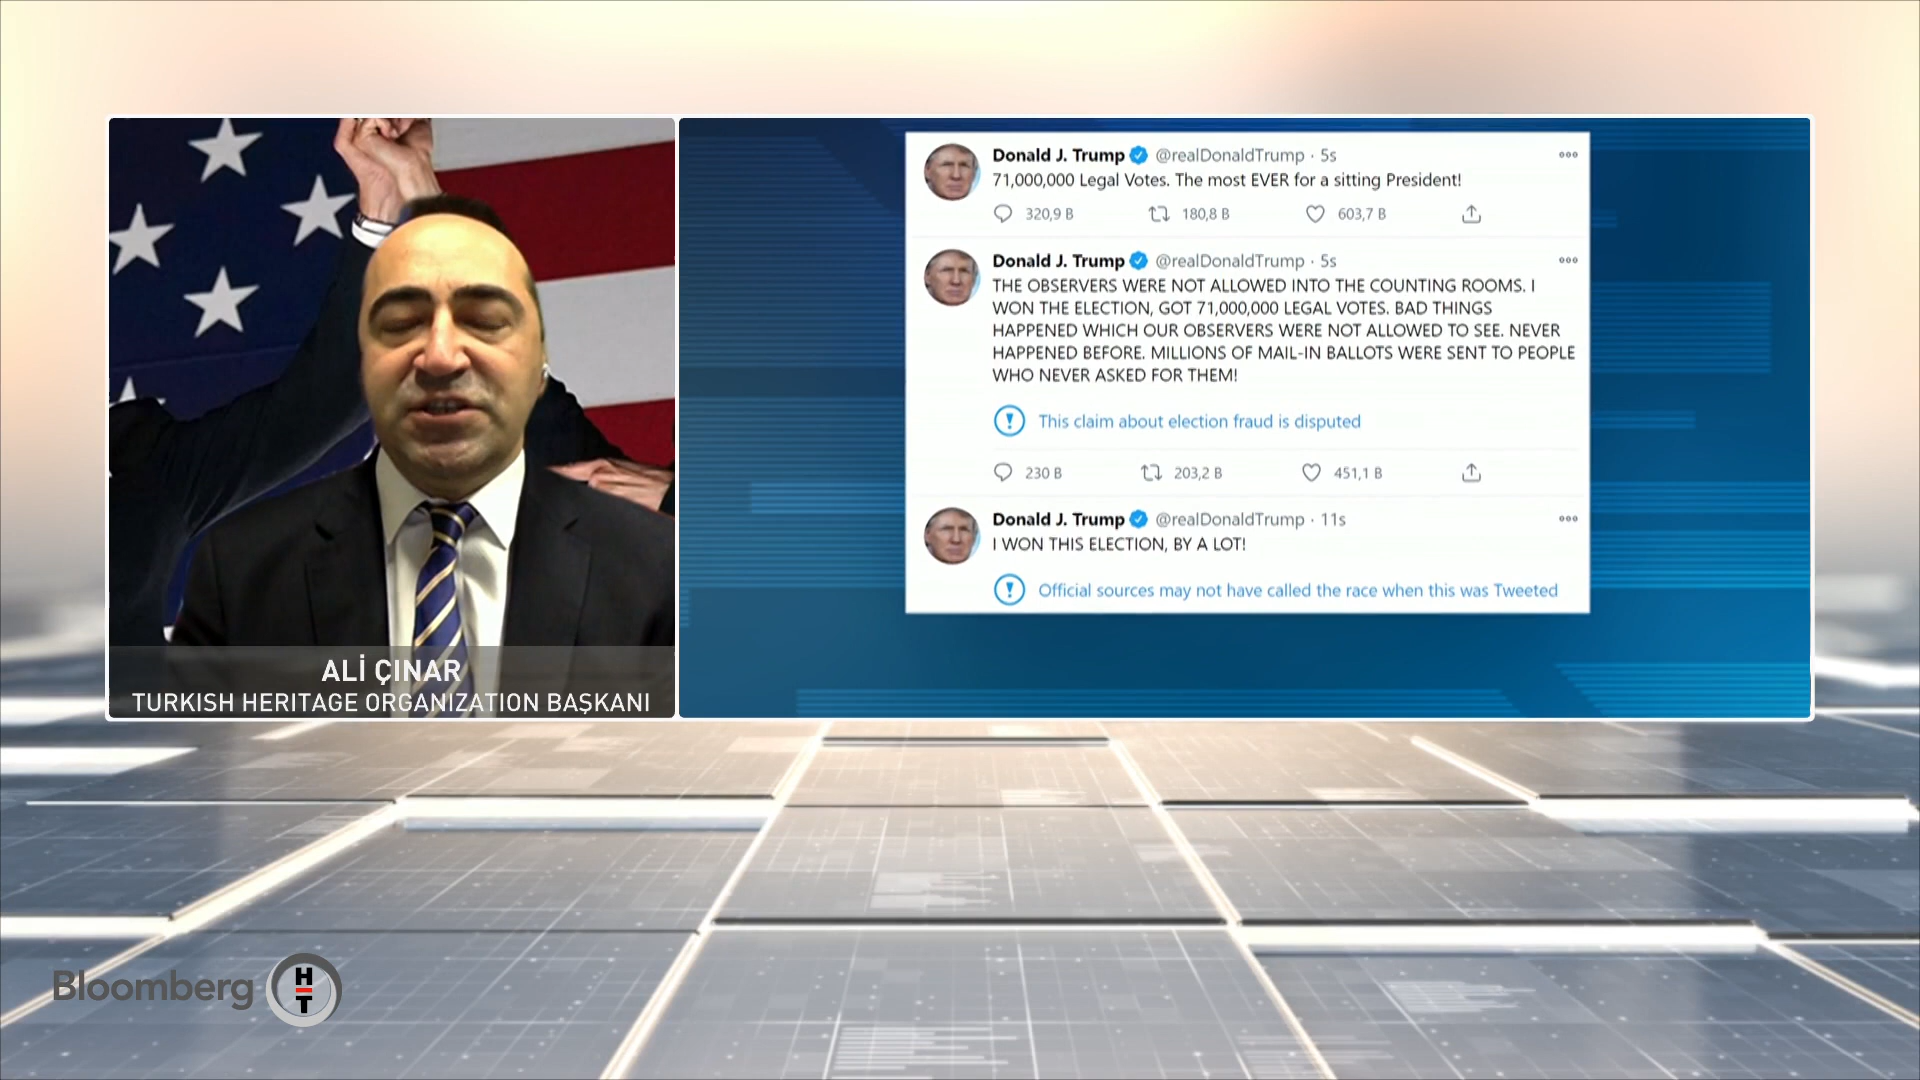 ALİ ÇINAR
TURKISH HERITAGE ORGANIZATION BAŞKANI
Donald J. Trump @realDonaldTrump · 5s
71,000,000 Legal Votes. The most EVER for a sitting President!
320,9 B 180,8 B 603,7 B
Donald J. Trump @realDonaldTrump · 5s
THE OBSERVERS WERE NOT ALLOWED INTO THE COUNTING ROOMS. I
WON THE ELECTION, GOT 71,000,000 LEGAL VOTES. BAD THINGS
HAPPENED WHICH OUR OBSERVERS WERE NOT ALLOWED TO SEE. NEVER
HAPPENED BEFORE. MILLIONS OF MAIL-IN BALLOTS WERE SENT TO PEOPLE
WHO NEVER ASKED FOR THEM!
This claim about election fraud is disputed
230 B 203,2 B 451,1 B
Donald J. Trump @realDonaldTrump · 11s
I WON THIS ELECTION, BY A LOT!
Official sources may not have called the race when this was Tweeted
Bloomberg HT